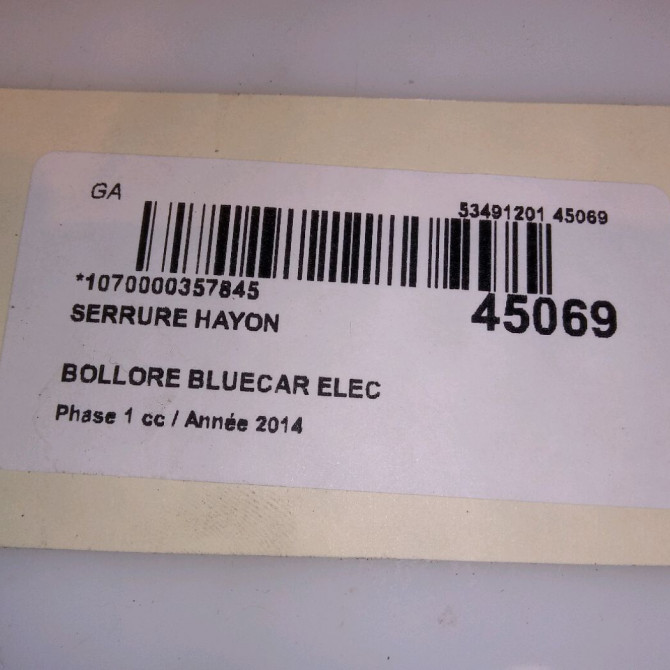 GA
53491201 45069
*1070000357845
45069
SERRURE HAYON
BOLLORE BLUECAR ELEC
Phase 1 cc / Année 2014